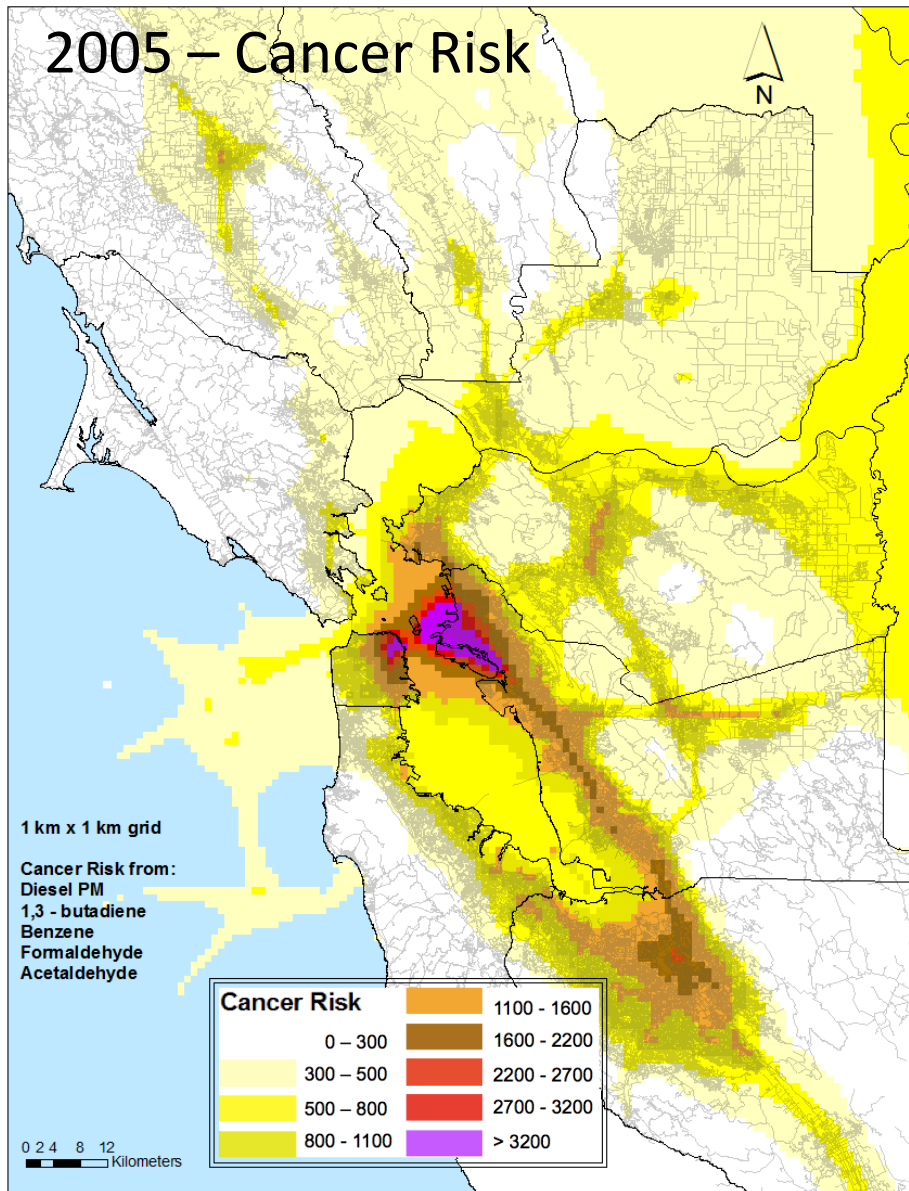 2005 – Cancer Risk
N
1 km x 1 km grid
Cancer Risk from:
Diesel PM
1,3 - butadiene
Benzene
Formaldehyde
Acetaldehyde
Cancer Risk
0 – 300
300 – 500
500 – 800
800 - 1100
1100 - 1600
1600 - 2200
2200 - 2700
2700 - 3200
> 3200
0 2 4 8 12
Kilometers